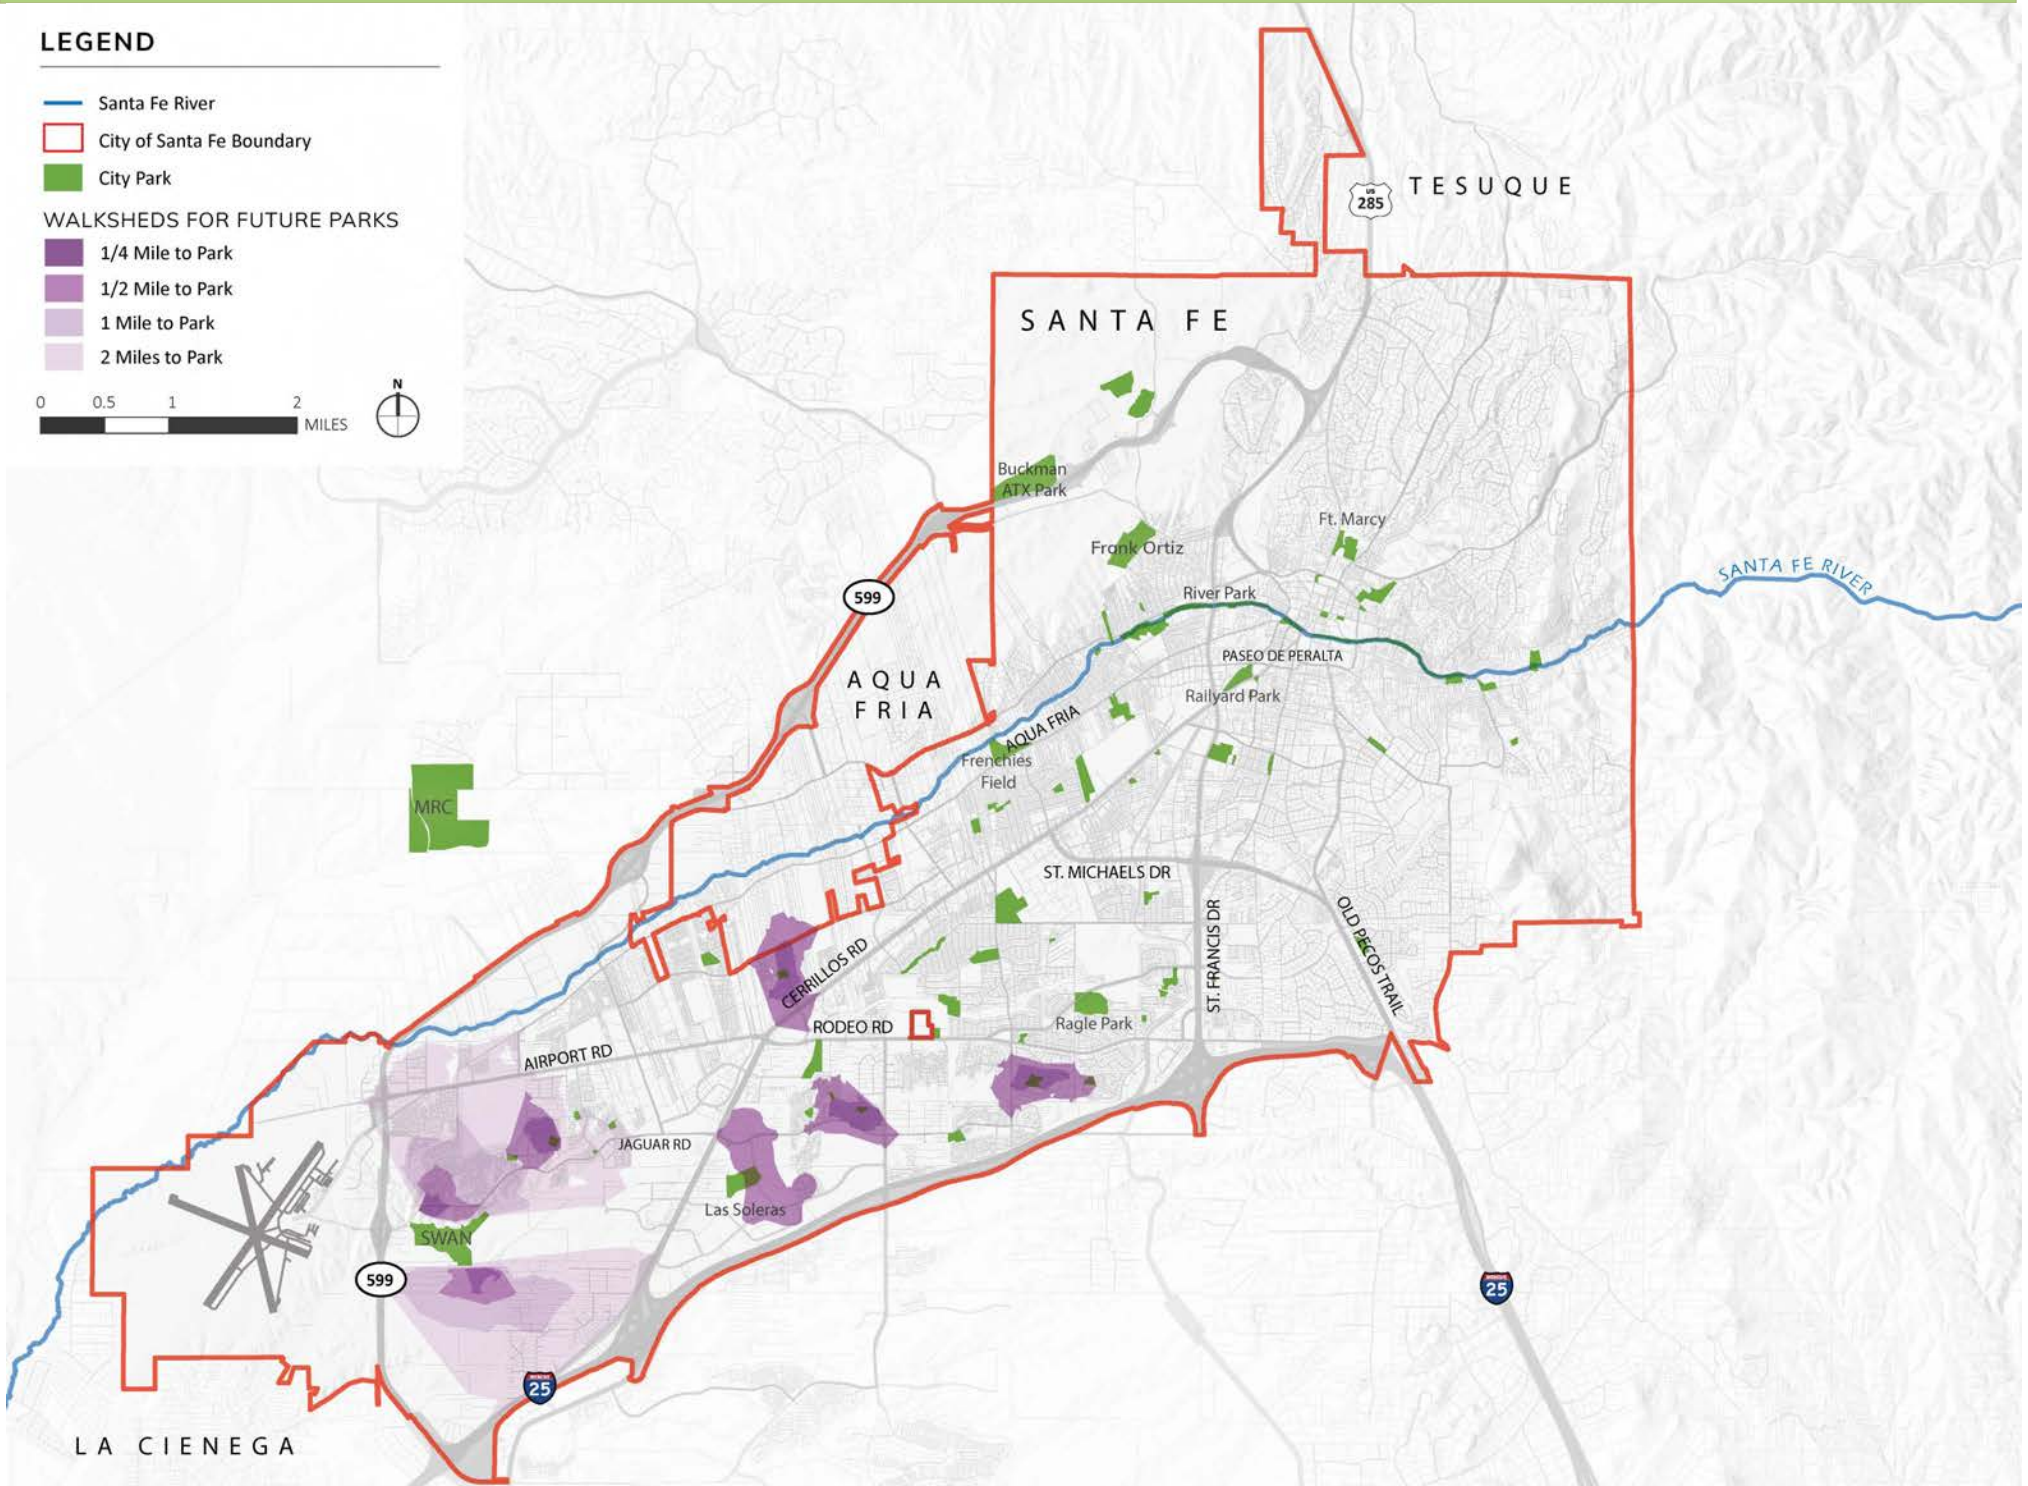 LEGEND
Santa Fe River
City of Santa Fe Boundary
City Park
WALKSHEDS FOR FUTURE PARKS
1/4 Mile to Park
1/2 Mile to Park
1 Mile to Park
2 Miles to Park
0 0.5 1 2
MILES
N
TESUQUE
US
285
SANTA FE
Buckman
ATX Park
Ft. Marcy
Fronk Ortiz
SANTA FE RIVER
River Park
599
PASEO DE PERALTA
AQUA
FRIA
Railyard Park
AQUA FRIA
Frenchies
Field
MRC
ST. MICHAELS DR
OLD PECOS TRAIL
ST. FRANCIS DR
CERRILLOS RD
RODEO RD
Ragle Park
AIRPORT RD
JAGUAR RD
Las Soleras
SWAN
599
25
25
LA CIENEGA